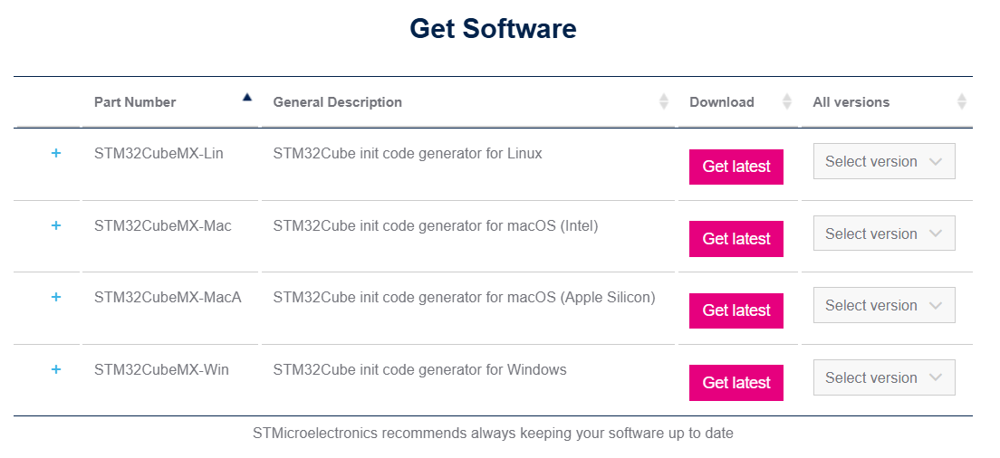 Get Software
Part Number General Description Download All versions
+ STM32CubeMX-Lin STM32Cube init code generator for Linux Get latest Select version
+ STM32CubeMX-Mac STM32Cube init code generator for macOS (Intel) Get latest Select version
+ STM32CubeMX-MacA STM32Cube init code generator for macOS (Apple Silicon) Get latest Select version
+ STM32CubeMX-Win STM32Cube init code generator for Windows Get latest Select version
STMicroelectronics recommends always keeping your software up to date